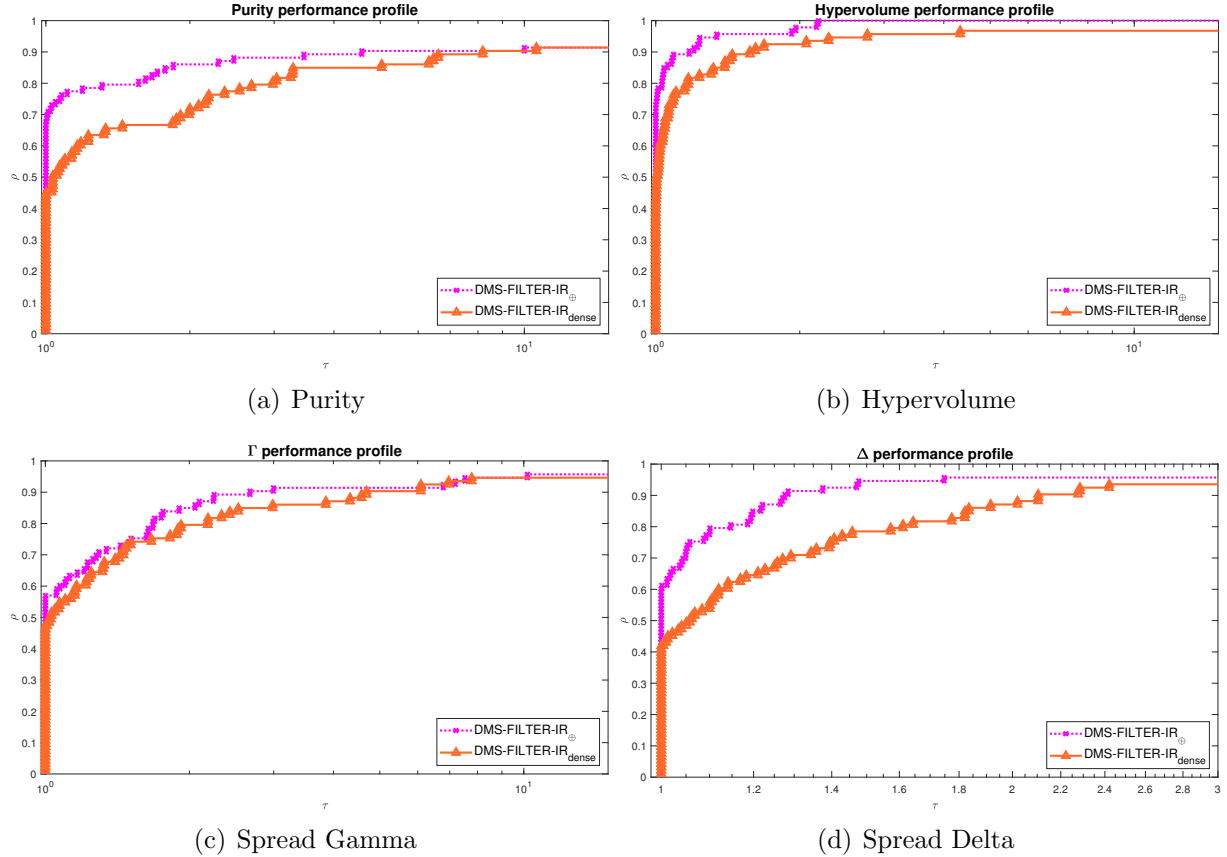 Purity performance profile
1
0.9
0.8
0.7
0.6
0.5
0.4
0.3
0.2
0.1
0
ρ
10⁰
10¹
τ
DMS-FILTER-IR⊕
DMS-FILTER-IRdense
(a) Purity
Hypervolume performance profile
1
0.9
0.8
0.7
0.6
0.5
0.4
0.3
0.2
0.1
0
ρ
10⁰
10¹
τ
DMS-FILTER-IR⊕
DMS-FILTER-IRdense
(b) Hypervolume
Γ performance profile
1
0.9
0.8
0.7
0.6
0.5
0.4
0.3
0.2
0.1
0
ρ
10⁰
10¹
τ
DMS-FILTER-IR⊕
DMS-FILTER-IRdense
(c) Spread Gamma
Δ performance profile
1
0.9
0.8
0.7
0.6
0.5
0.4
0.3
0.2
0.1
0
ρ
1 1.2 1.4 1.6 1.8 2 2.2 2.4 2.6 2.8 3
τ
DMS-FILTER-IR⊕
DMS-FILTER-IRdense
(d) Spread Delta